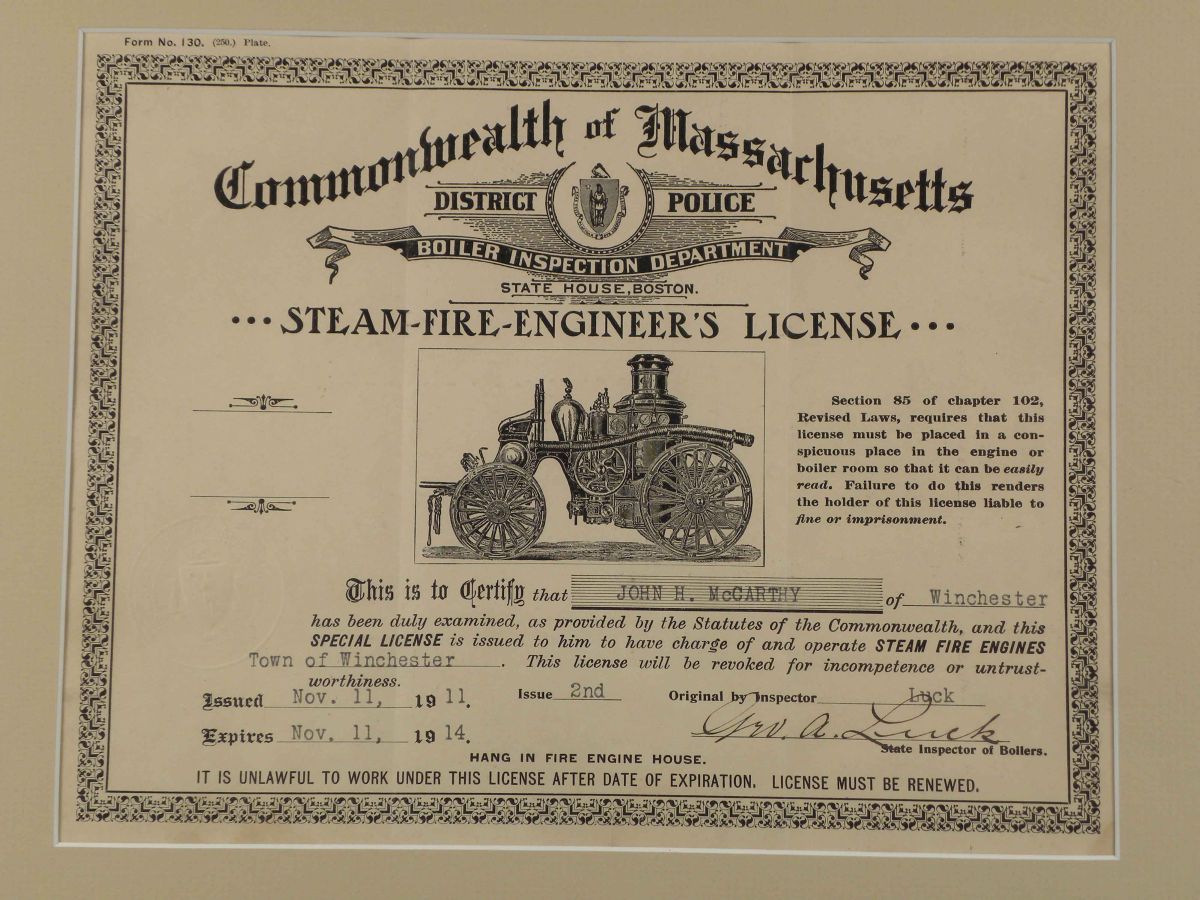 Form No. 130. (250.) Plate.
Commonwealth of Massachusetts
DISTRICT POLICE
BOILER INSPECTION DEPARTMENT
STATE HOUSE, BOSTON.
STEAM-FIRE-ENGINEER'S LICENSE
Section 85 of chapter 102,
Revised Laws, requires that this
license must be placed in a con-
spicuous place in the engine or
boiler room so that it can be easily
read. Failure to do this renders
the holder of this license liable to
fine or imprisonment.
This is to Certify that JOHN H. McCARTHY of Winchester
has been duly examined, as provided by the Statutes of the Commonwealth, and this
SPECIAL LICENSE is issued to him to have charge of and operate STEAM FIRE ENGINES
Town of Winchester. This license will be revoked for incompetence or untrust-
worthiness.
Issued Nov. 11, 1911. Issue 2nd Original by Inspector Luck
Expires Nov. 11, 1914. Geo. A. Luck
State Inspector of Boilers.
HANG IN FIRE ENGINE HOUSE.
IT IS UNLAWFUL TO WORK UNDER THIS LICENSE AFTER DATE OF EXPIRATION. LICENSE MUST BE RENEWED.